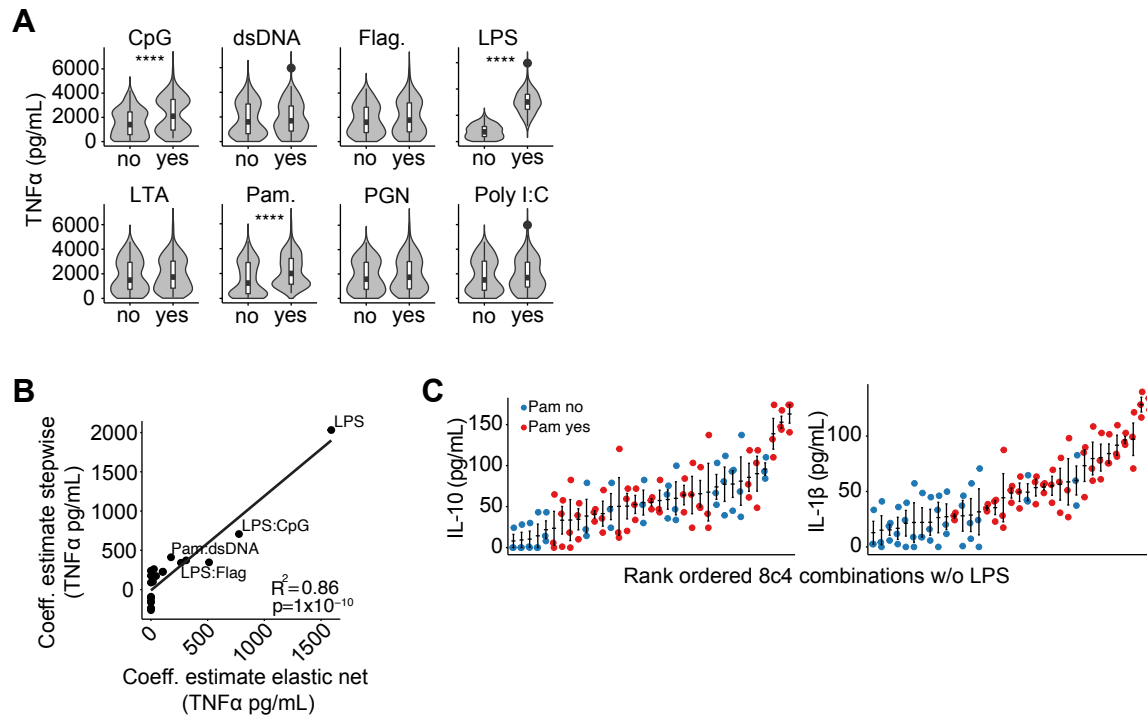 A
CpG dsDNA Flag. LPS
**** ****
6000
4000
2000
0
no yes no yes no yes no yes
TNFα (pg/mL)
LTA Pam. PGN Poly I:C
****
6000
4000
2000
0
no yes no yes no yes no yes
B
Coeff. estimate stepwise
(TNFα pg/mL)
2000
1500
1000
500
0
LPS
LPS:CpG
Pam:dsDNA
LPS:Flag
R²=0.86
p=1x10⁻¹⁰
0 500 1000 1500
Coeff. estimate elastic net
(TNFα pg/mL)
C
IL-10 (pg/mL)
150
100
50
0
Pam no
Pam yes
IL-1β (pg/mL)
100
50
0
Rank ordered 8c4 combinations w/o LPS